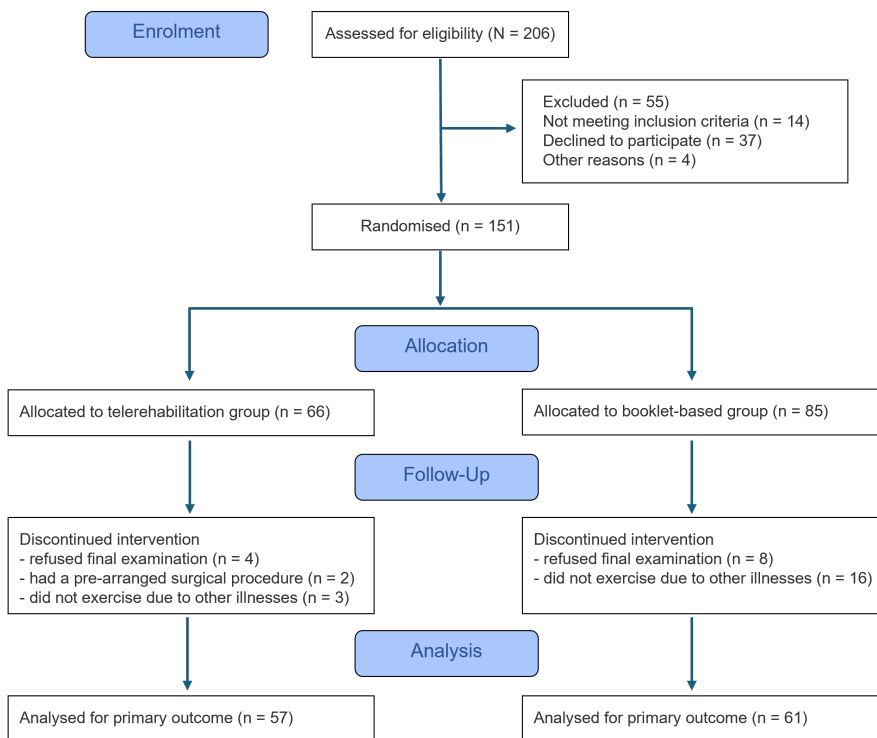 Enrolment
Assessed for eligibility (N = 206)
Excluded (n = 55)
Not meeting inclusion criteria (n = 14)
Declined to participate (n = 37)
Other reasons (n = 4)
Randomised (n = 151)
Allocation
Allocated to telerehabilitation group (n = 66)
Allocated to booklet-based group (n = 85)
Follow-Up
Discontinued intervention
- refused final examination (n = 4)
- had a pre-arranged surgical procedure (n = 2)
- did not exercise due to other illnesses (n = 3)
Discontinued intervention
- refused final examination (n = 8)
- did not exercise due to other illnesses (n = 16)
Analysis
Analysed for primary outcome (n = 57)
Analysed for primary outcome (n = 61)